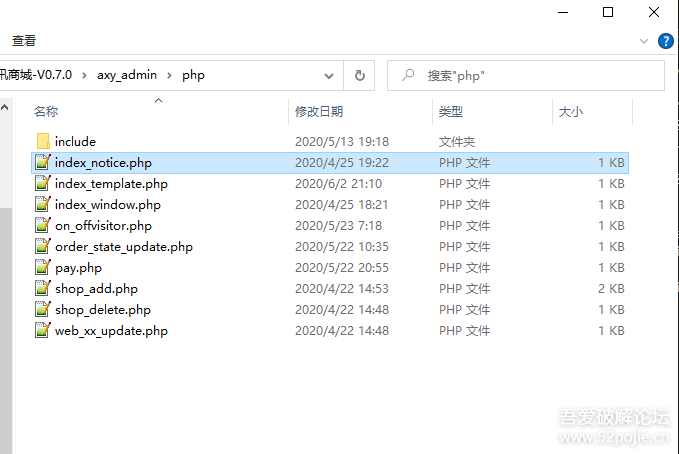 查看
讯商城-V0.7.0 > axy_admin > php
搜索"php"
名称 修改日期 类型 大小
include 2020/5/13 19:18 文件夹
index_notice.php 2020/4/25 19:22 PHP 文件 1 KB
index_template.php 2020/6/2 21:10 PHP 文件 1 KB
index_window.php 2020/4/25 18:21 PHP 文件 1 KB
on_offvisitor.php 2020/5/23 7:18 PHP 文件 1 KB
order_state_update.php 2020/5/22 10:35 PHP 文件 1 KB
pay.php 2020/5/22 20:55 PHP 文件 1 KB
shop_add.php 2020/4/22 14:53 PHP 文件 2 KB
shop_delete.php 2020/4/22 14:48 PHP 文件 1 KB
web_xx_update.php 2020/4/22 14:48 PHP 文件 1 KB
吾爱破解论坛
www.52pojie.cn